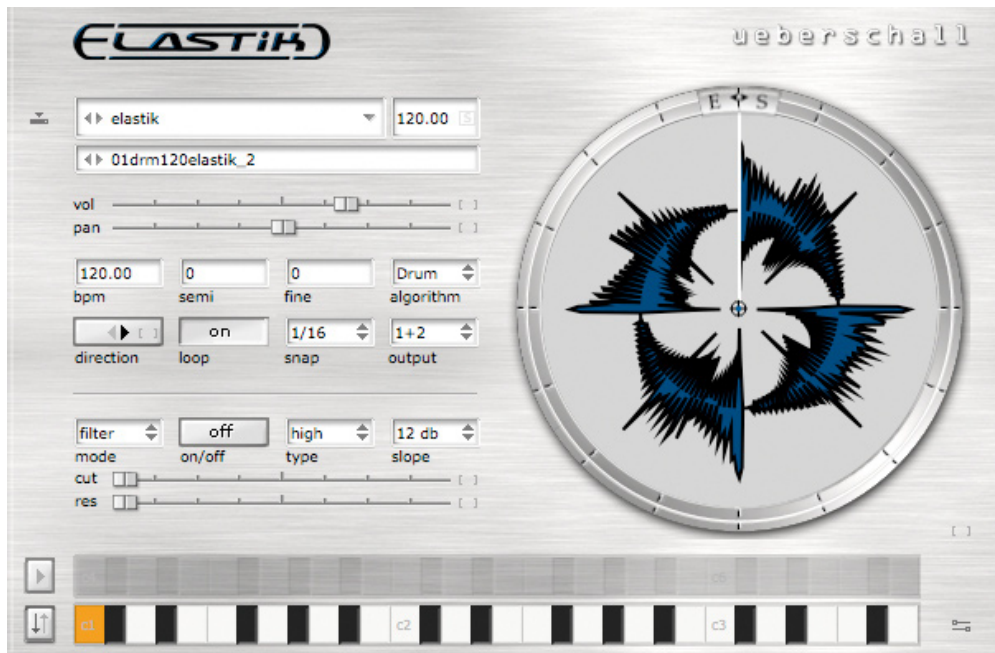 ELASTIK
ueberschall
elastik 120.00 S
01drm120elastik_2
E S
vol
pan
120.00 0 0 Drum
bpm semi fine algorithm
on 1/16 1+2
direction loop snap output
filter off high 12 db
mode on/off type slope
cut
res
c6
c1 c2 c3